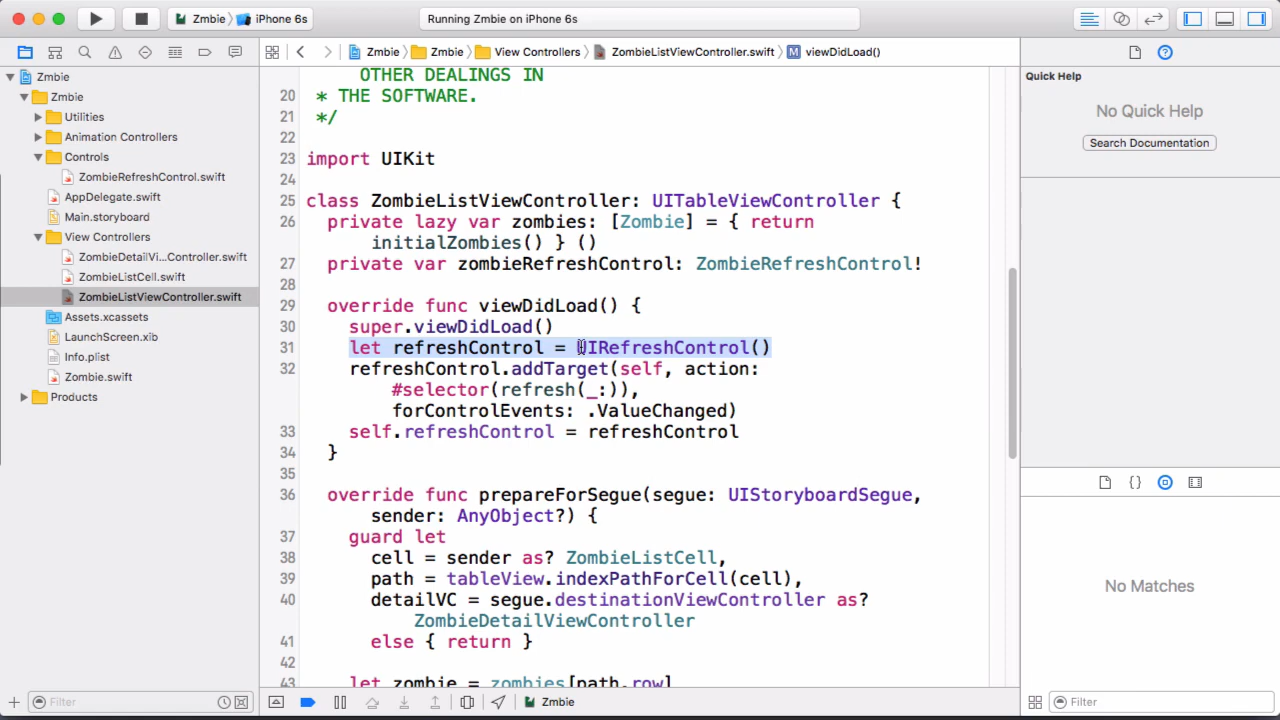 Zmbie
iPhone 6s
Running Zmbie on iPhone 6s
Zmbie
Zmbie
View Controllers
ZombieListViewController.swift
M
viewDidLoad()
Zmbie
Zmbie
Utilities
Animation Controllers
Controls
ZombieRefreshControl.swift
AppDelegate.swift
Main.storyboard
View Controllers
ZombieDetailVi...Controller.swift
ZombieListCell.swift
ZombieListViewController.swift
Assets.xcassets
LaunchScreen.xib
Info.plist
Zombie.swift
Products
Filter
OTHER DEALINGS IN
20 * THE SOFTWARE.
21 */
22
23 import UIKit
24
25 class ZombieListViewController: UITableViewController {
26 private lazy var zombies: [Zombie] = { return
initialZombies() } ()
27 private var zombieRefreshControl: ZombieRefreshControl!
28
29 override func viewDidLoad() {
30 super.viewDidLoad()
31 let refreshControl = UIRefreshControl()
32 refreshControl.addTarget(self, action:
#selector(refresh(_:)),
forControlEvents: .ValueChanged)
33 self.refreshControl = refreshControl
34 }
35
36 override func prepareForSegue(segue: UIStoryboardSegue,
sender: AnyObject?) {
37 guard let
38 cell = sender as? ZombieListCell,
39 path = tableView.indexPathForCell(cell),
40 detailVC = segue.destinationViewController as?
ZombieDetailViewController
41 else { return }
42
43 let zombie = zombies[path.row]
Zmbie
Quick Help
No Quick Help
Search Documentation
{ }
No Matches
Filter